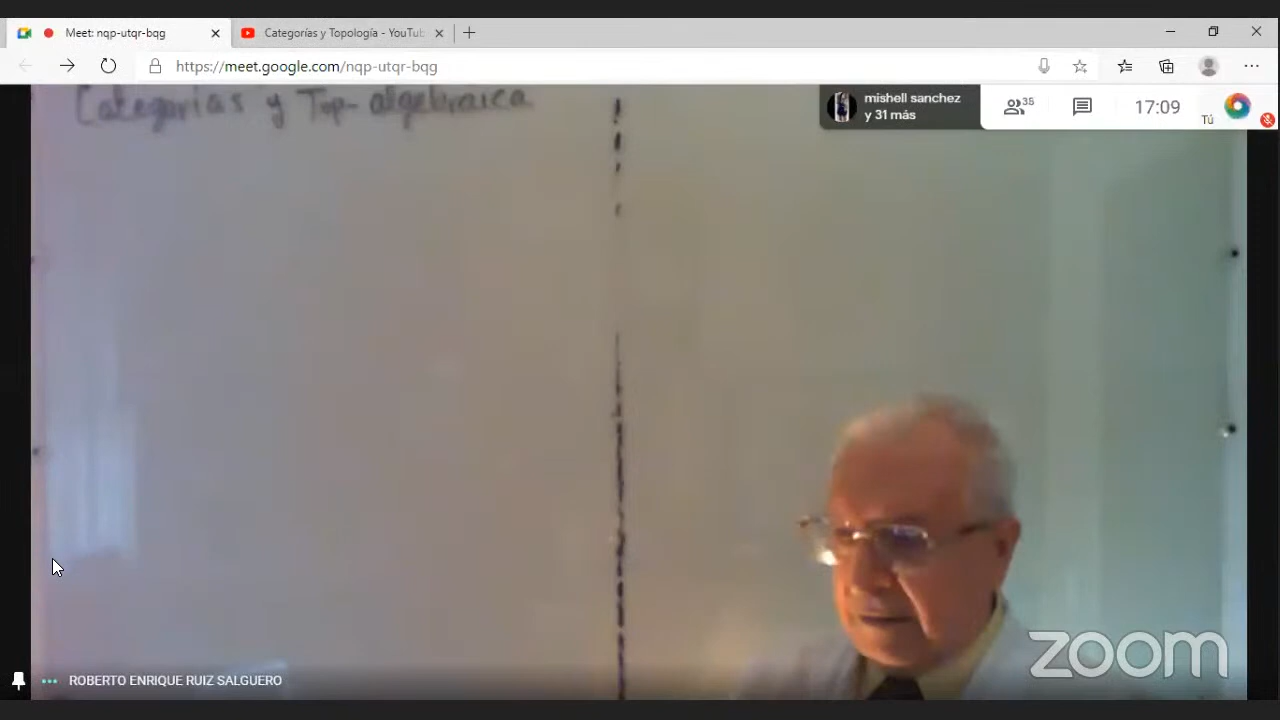 Meet: nqp-utqr-bqg
Categorías y Topología - YouTub
https://meet.google.com/nqp-utqr-bqg
Categorías y Top- algebraica
mishell sanchez
y 31 más
35
17:09
Tú
ROBERTO ENRIQUE RUIZ SALGUERO
zoom